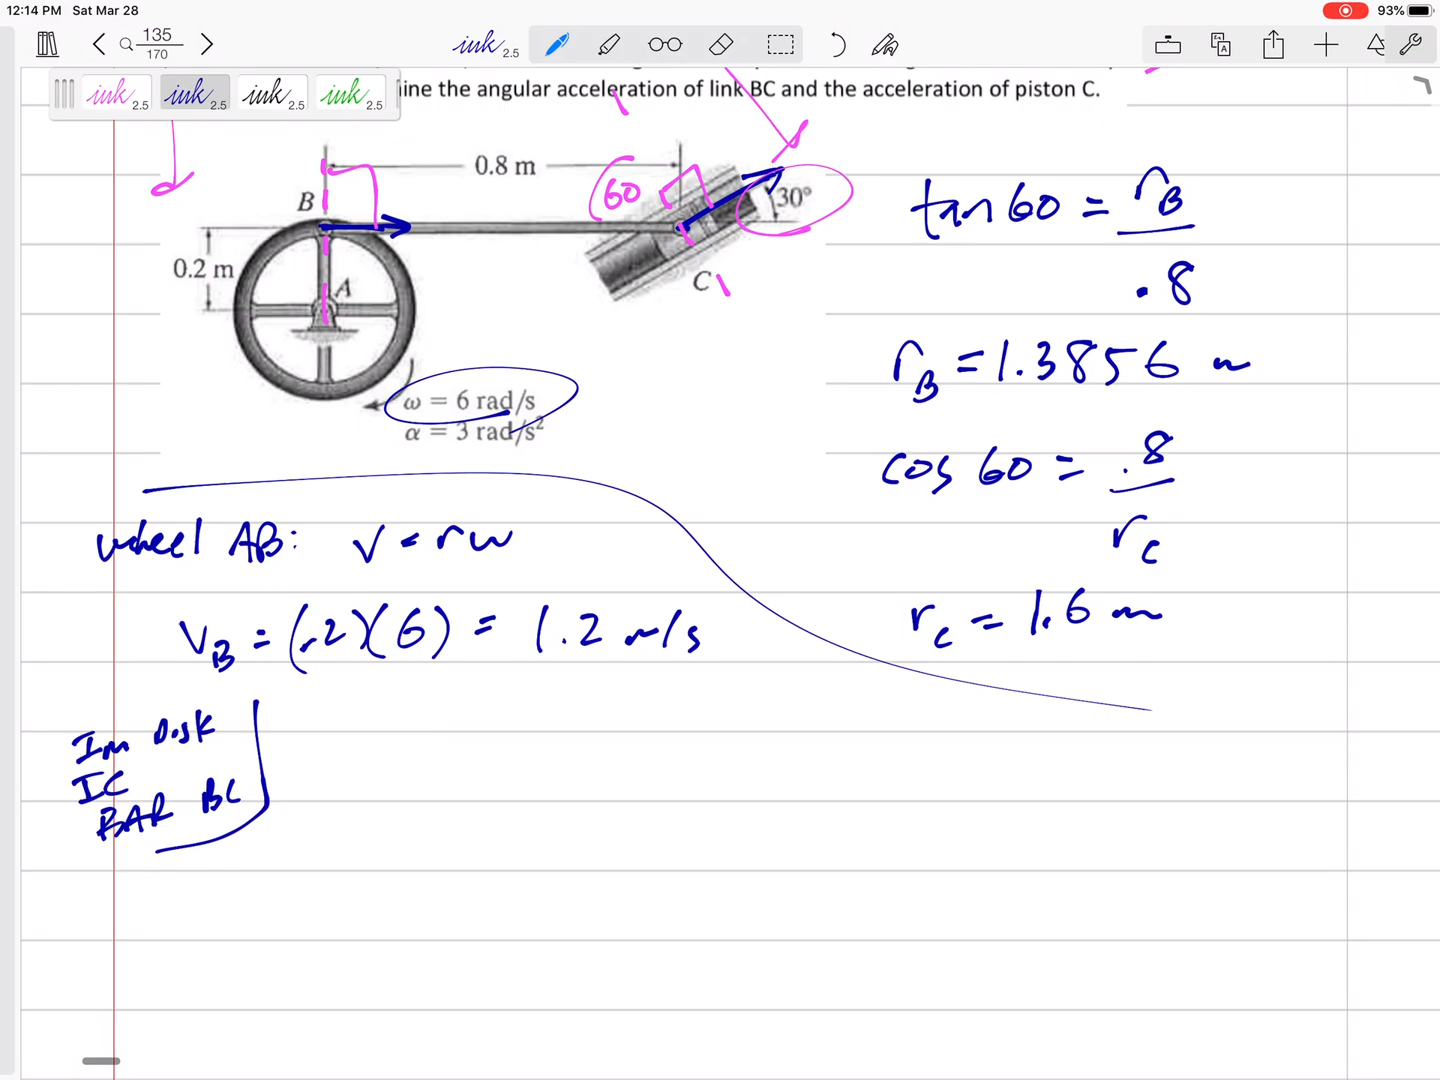 12:14 PM Sat Mar 28
93%
135
170
ink 2.5
ink 2.5 ink 2.5 ink 2.5 ink 2.5
ine the angular acceleration of link BC and the acceleration of piston C.
0.8 m
B
60
30°
0.2 m
A
C
ω = 6 rad/s
α = 3 rad/s²
tan 60 = rB / .8
rB = 1.3856 m
cos 60 = .8 / rC
rC = 1.6 m
wheel AB: V = rω
VB = (.2)(6) = 1.2 m/s
Im Disk
IC
BAR BC